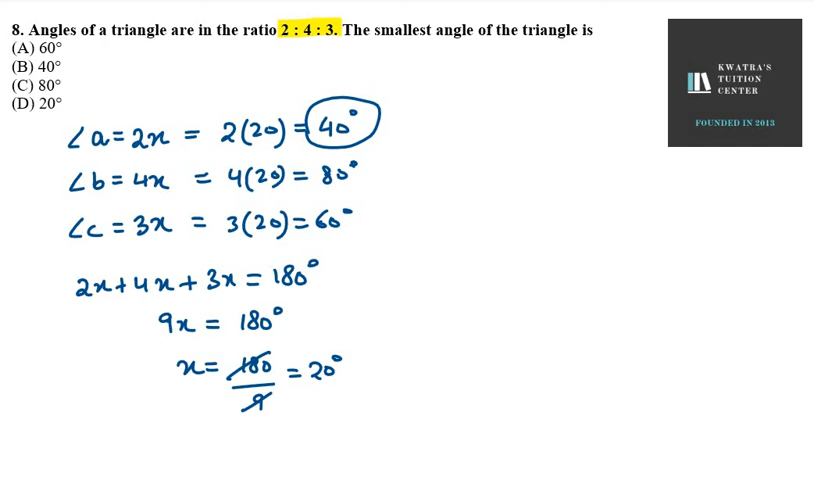 8. Angles of a triangle are in the ratio 2 : 4 : 3. The smallest angle of the triangle is
(A) 60°
(B) 40°
(C) 80°
(D) 20°
KWATRA'S
TUITION
CENTER
FOUNDED IN 2013
∠a = 2x = 2(20) = 40°
∠b = 4x = 4(20) = 80°
∠c = 3x = 3(20) = 60°
2x + 4x + 3x = 180°
9x = 180°
x = 180/9 = 20°